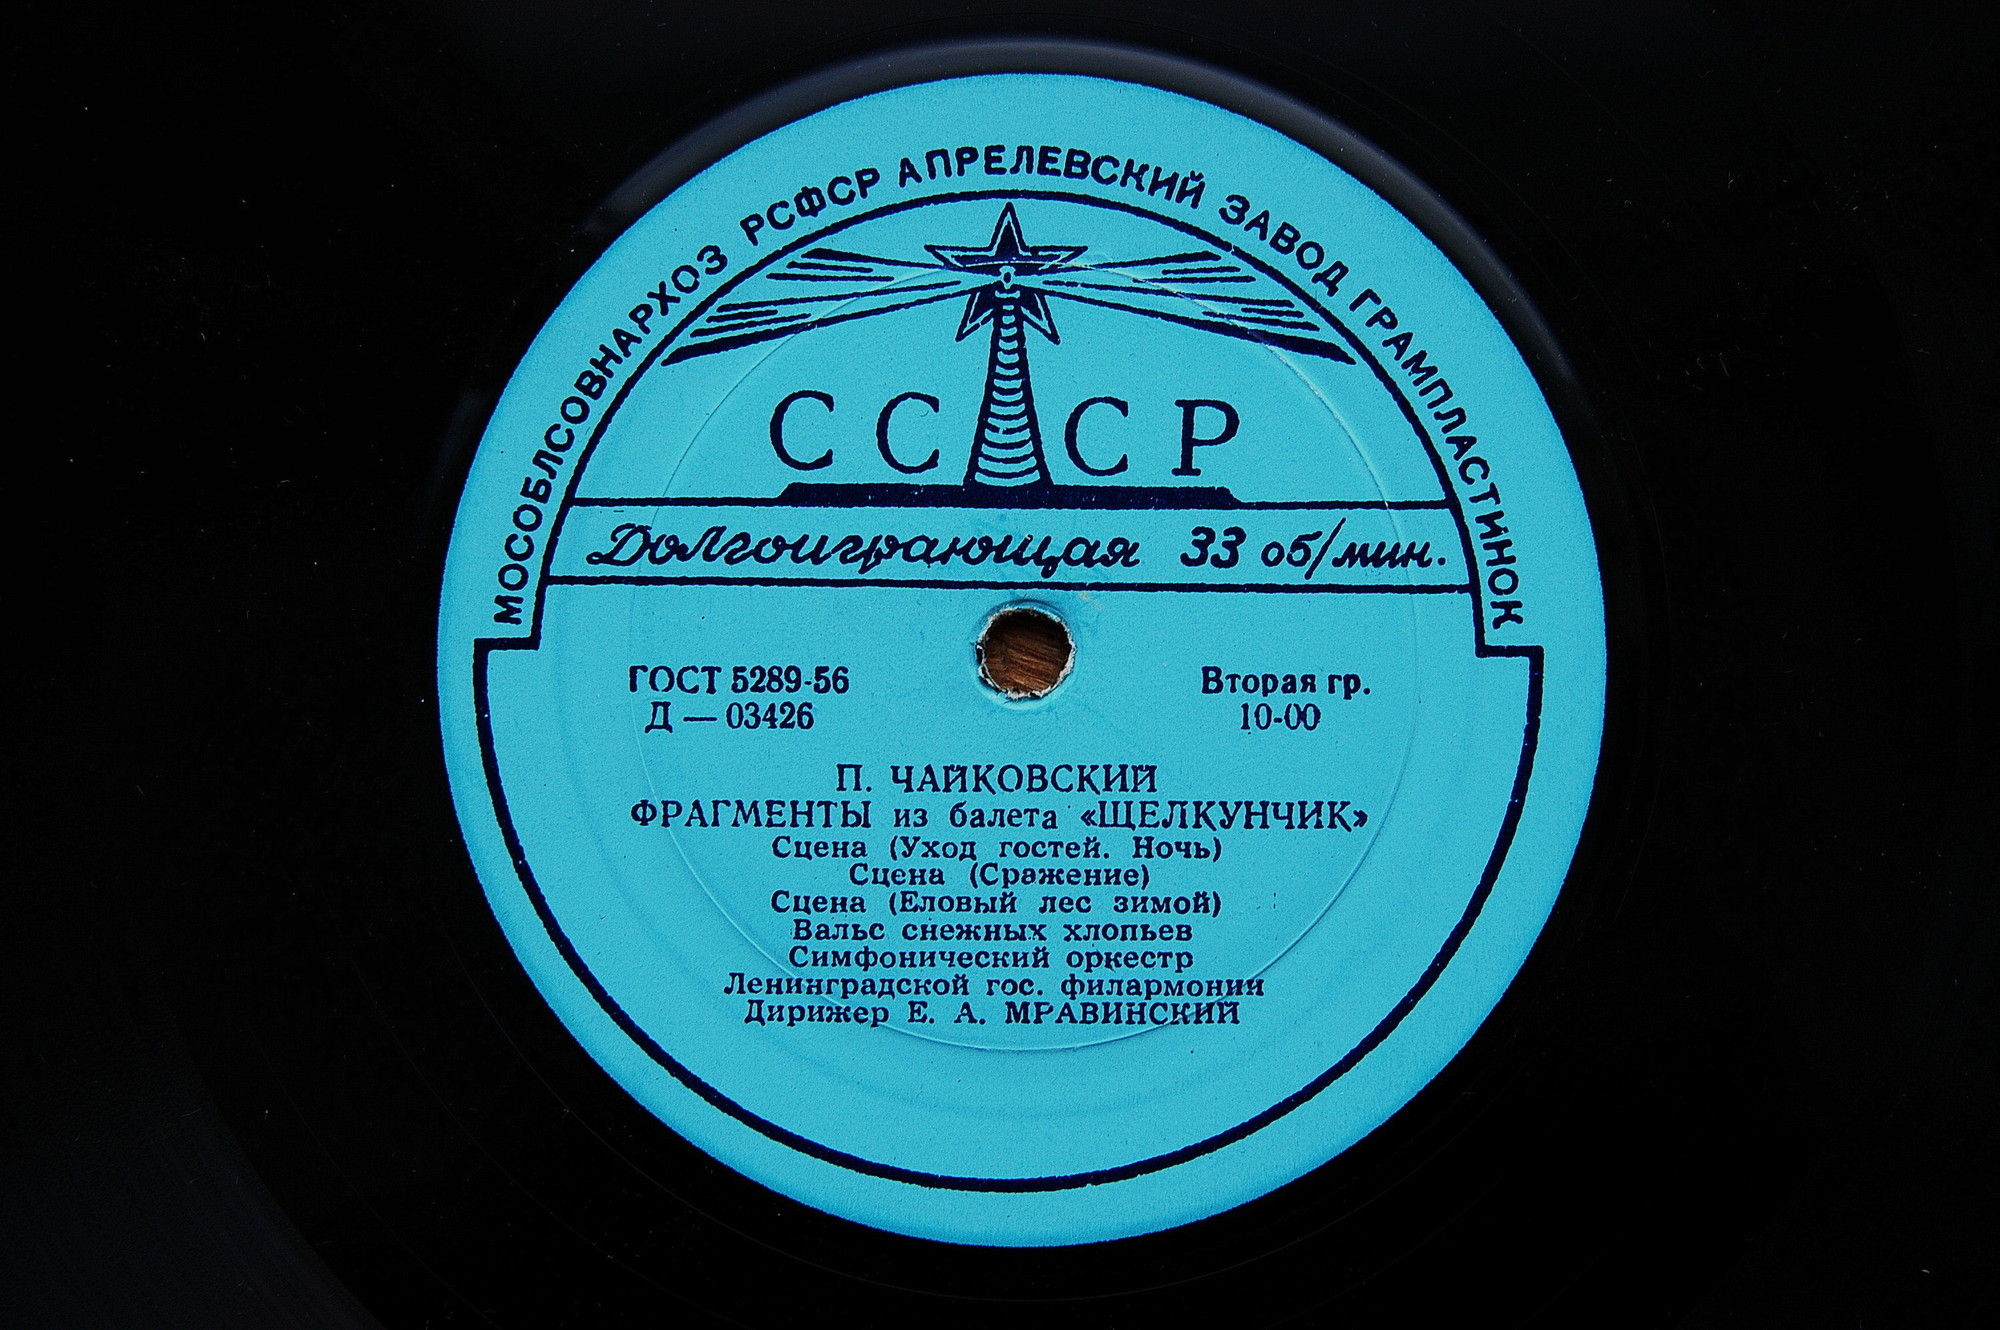 МОСОБЛСОВНАРХОЗ РСФСР АПРЕЛЕВСКИЙ ЗАВОД ГРАМПЛАСТИНОК
СССР
Долгоиграющая 33 об/мин.
ГОСТ 5289-56
Д — 03426
Вторая гр.
10-00
П. ЧАЙКОВСКИЙ
ФРАГМЕНТЫ из балета «ЩЕЛКУНЧИК»
Сцена (Уход гостей. Ночь)
Сцена (Сражение)
Сцена (Еловый лес зимой)
Вальс снежных хлопьев
Симфонический оркестр
Ленинградской гос. филармонии
Дирижер Е. А. МРАВИНСКИЙ